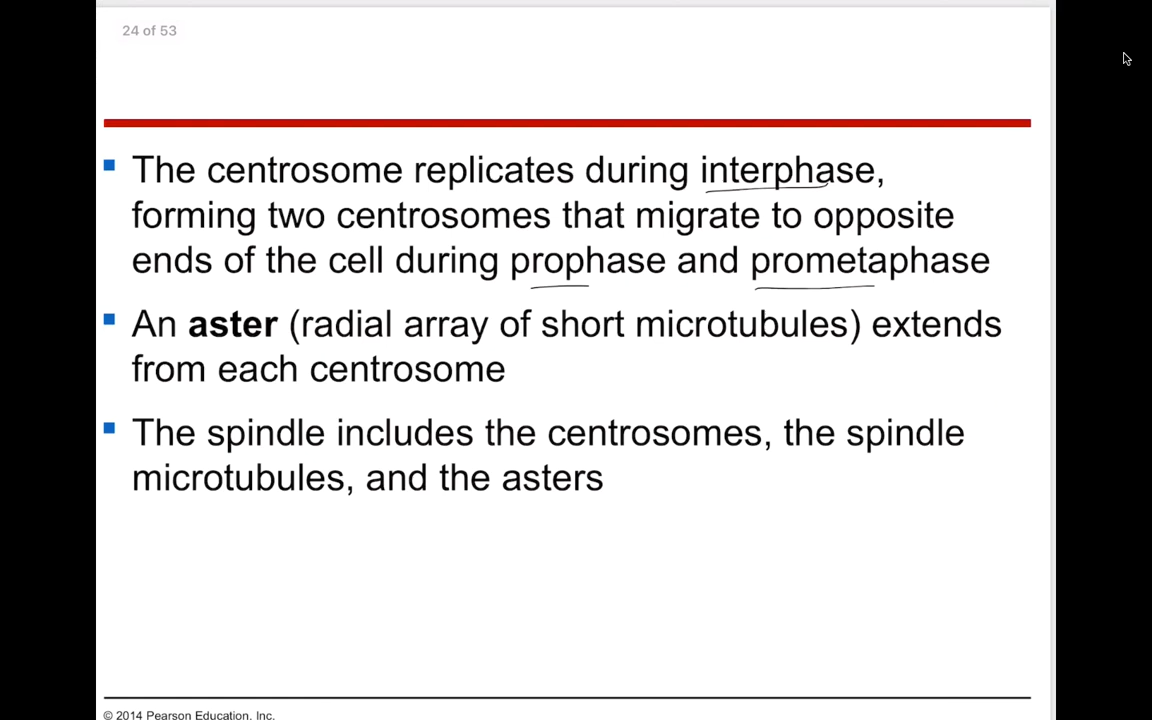 24 of 53
The centrosome replicates during interphase,
forming two centrosomes that migrate to opposite
ends of the cell during prophase and prometaphase
An aster (radial array of short microtubules) extends
from each centrosome
The spindle includes the centrosomes, the spindle
microtubules, and the asters
© 2014 Pearson Education, Inc.